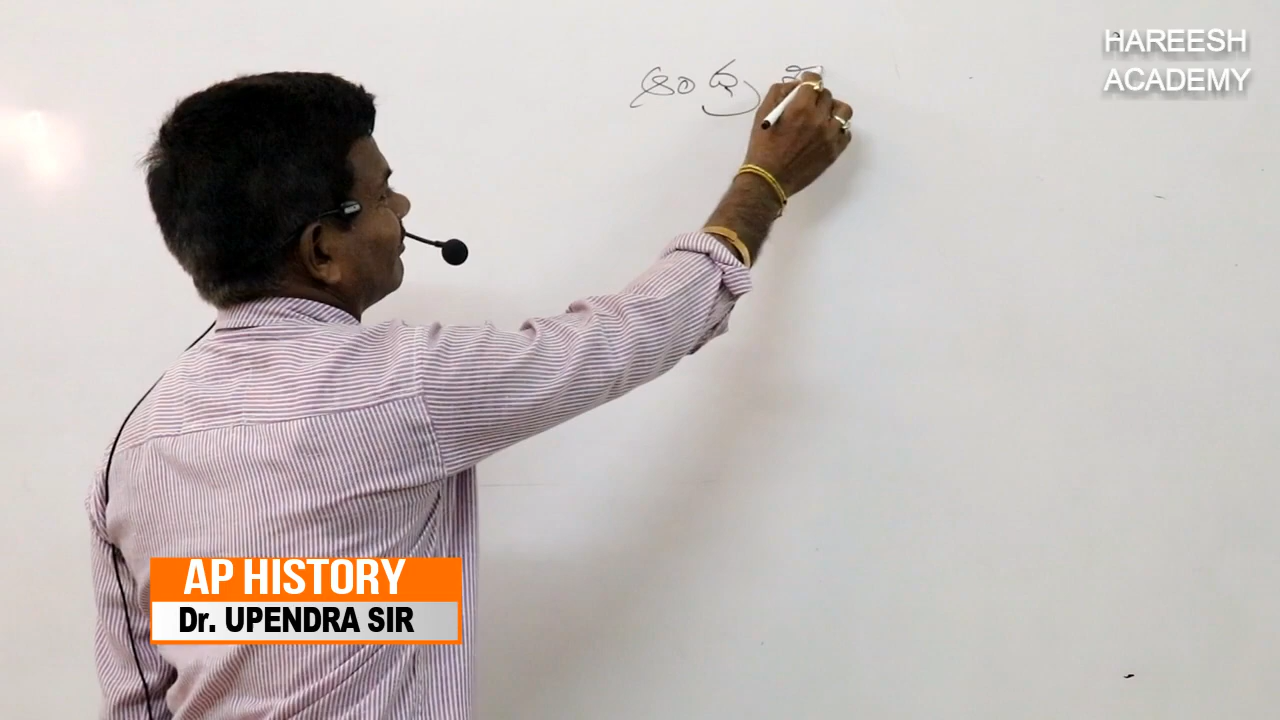 HAREESH
ACADEMY
ఆంధ్ర
AP HISTORY
Dr. UPENDRA SIR